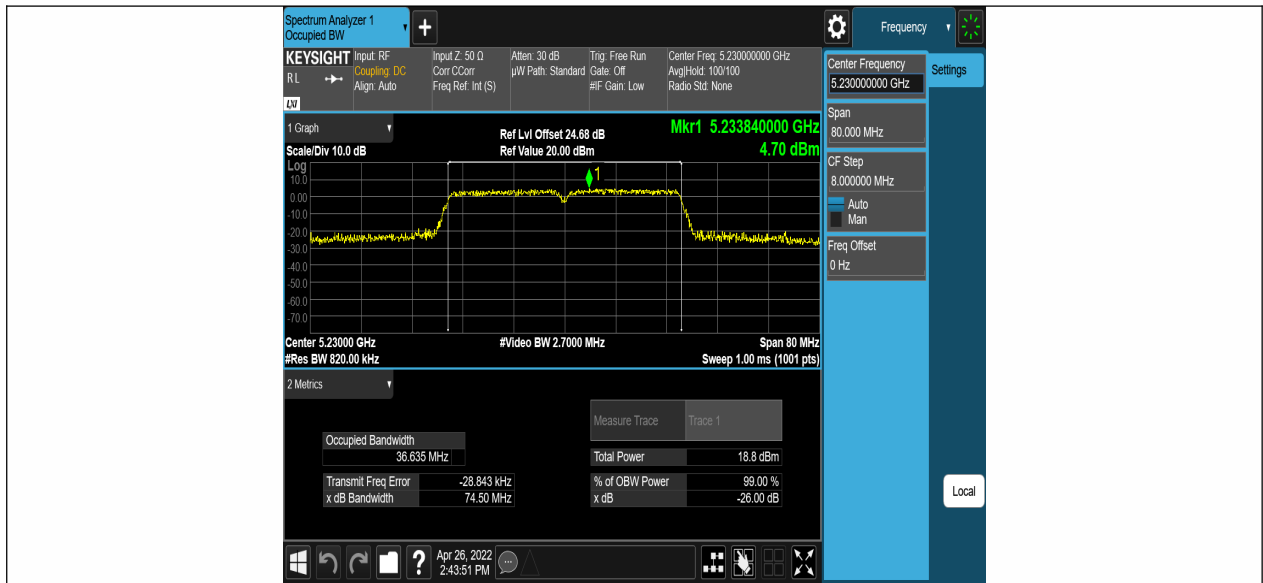 Spectrum Analyzer 1
Occupied BW
+
Frequency
KEYSIGHT
RL
LXI
Input: RF
Coupling: DC
Align: Auto
Input Z: 50 Ω
Corr CCorr
Freq Ref: Int (S)
Atten: 30 dB
µW Path: Standard
Trig: Free Run
Gate: Off
#IF Gain: Low
Center Freq: 5.230000000 GHz
Avg|Hold: 100/100
Radio Std: None
Center Frequency
5.230000000 GHz
Settings
Span
80.000 MHz
CF Step
8.000000 MHz
Auto
Man
Freq Offset
0 Hz
Local
1 Graph
Scale/Div 10.0 dB
Ref Lvl Offset 24.68 dB
Ref Value 20.00 dBm
Mkr1 5.233840000 GHz
4.70 dBm
Log
10.0
0.00
-10.0
-20.0
-30.0
-40.0
-50.0
-60.0
-70.0
1
Center 5.23000 GHz
#Video BW 2.7000 MHz
Span 80 MHz
#Res BW 820.00 kHz
Sweep 1.00 ms (1001 pts)
2 Metrics
Measure Trace Trace 1
Occupied Bandwidth
36.635 MHz
Total Power 18.8 dBm
Transmit Freq Error -28.843 kHz
% of OBW Power 99.00 %
x dB Bandwidth 74.50 MHz
x dB -26.00 dB
?
Apr 26, 2022
2:43:51 PM